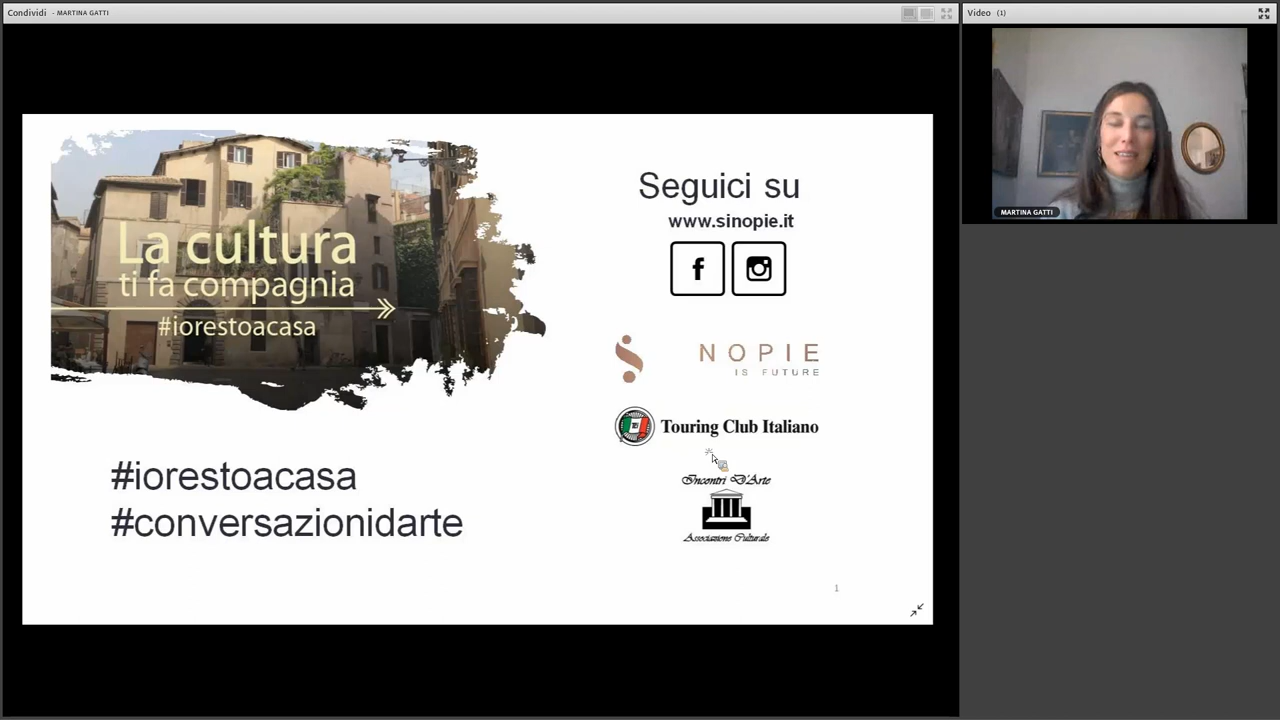 Condividi - MARTINA GATTI
Video (1)
MARTINA GATTI
La cultura
ti fa compagnia
#iorestoacasa
Seguici su
www.sinopie.it
NOPIE
IS FUTURE
Touring Club Italiano
Incontri D'Arte
Associazione Culturale
#iorestoacasa
#conversazionidarte
1